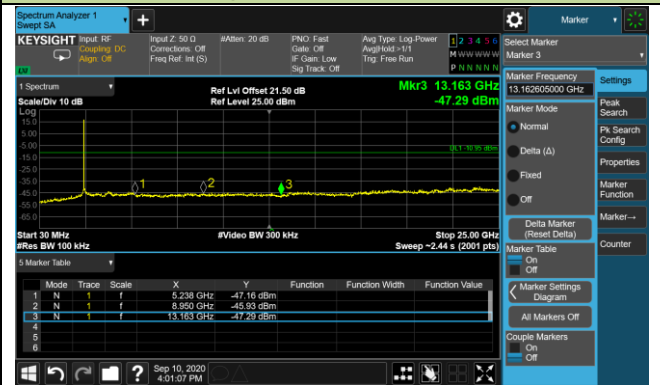 Spectrum Analyzer 1
Swept SA
+
Marker
KEYSIGHT
Input: RF
Coupling: DC
Align: Off
Input Z: 50 Ω
Corrections: Off
Freq Ref: Int (S)
#Atten: 20 dB
PNO: Fast
Gate: Off
IF Gain: Low
Sig Track: Off
Avg Type: Log-Power
Avg|Hold:>1/1
Trig: Free Run
1 2 3 4 5 6
M W W W W W
P N N N N N
LXI
Select Marker
Marker 3
1 Spectrum
Scale/Div 10 dB
Ref Lvl Offset 21.50 dB
Ref Level 25.00 dBm
Mkr3 13.163 GHz
-47.29 dBm
Log
15.0
5.00
-5.00
-15.0
-25.0
-35.0
-45.0
-55.0
-65.0
DL1 -10.95 dBm
1
2
3
Start 30 MHz
#Res BW 100 kHz
#Video BW 300 kHz
Stop 25.00 GHz
Sweep ~2.44 s (2001 pts)
5 Marker Table
Mode Trace Scale X Y Function Function Width Function Value
1 N 1 f 5.238 GHz -47.16 dBm
2 N 1 f 8.950 GHz -45.93 dBm
3 N 1 f 13.163 GHz -47.29 dBm
4
5
6
Marker Frequency
13.162605000 GHz
Marker Mode
Normal
Delta (Δ)
Fixed
Off
Delta Marker
(Reset Delta)
Marker Table
On
Off
Marker Settings
Diagram
All Markers Off
Couple Markers
On
Off
Settings
Peak
Search
Pk Search
Config
Properties
Marker
Function
Marker→
Counter
?
Sep 10, 2020
4:01:07 PM